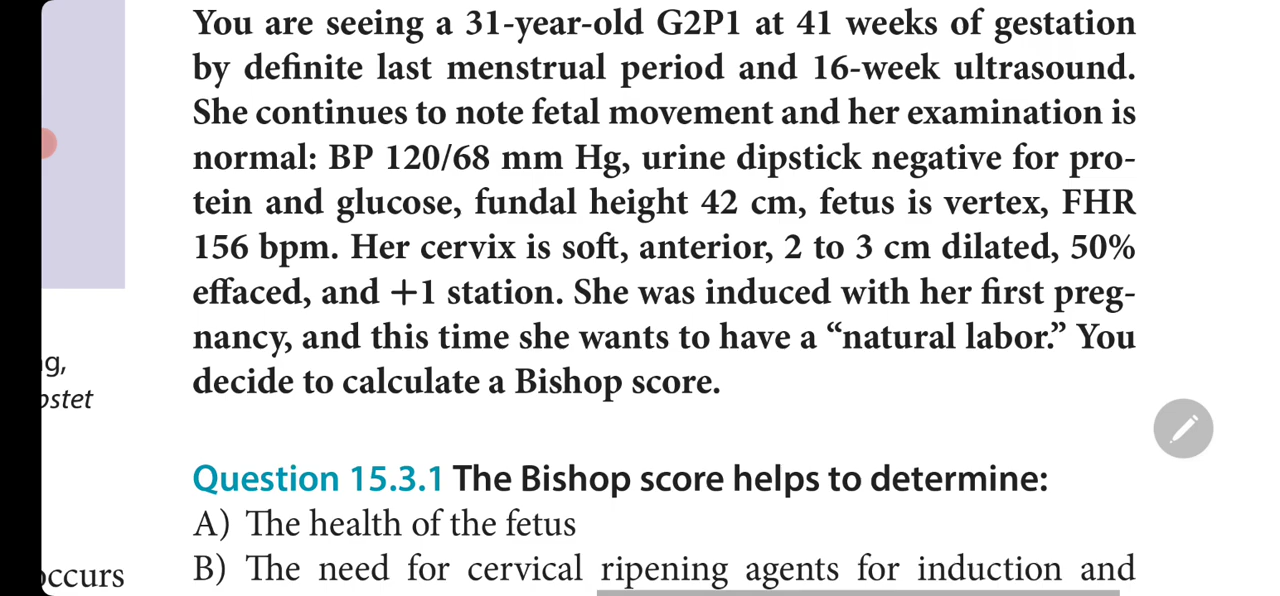 You are seeing a 31-year-old G2P1 at 41 weeks of gestation
by definite last menstrual period and 16-week ultrasound.
She continues to note fetal movement and her examination is
normal: BP 120/68 mm Hg, urine dipstick negative for pro-
tein and glucose, fundal height 42 cm, fetus is vertex, FHR
156 bpm. Her cervix is soft, anterior, 2 to 3 cm dilated, 50%
effaced, and +1 station. She was induced with her first preg-
nancy, and this time she wants to have a “natural labor.” You
decide to calculate a Bishop score.
Question 15.3.1 The Bishop score helps to determine:
A) The health of the fetus
B) The need for cervical ripening agents for induction and